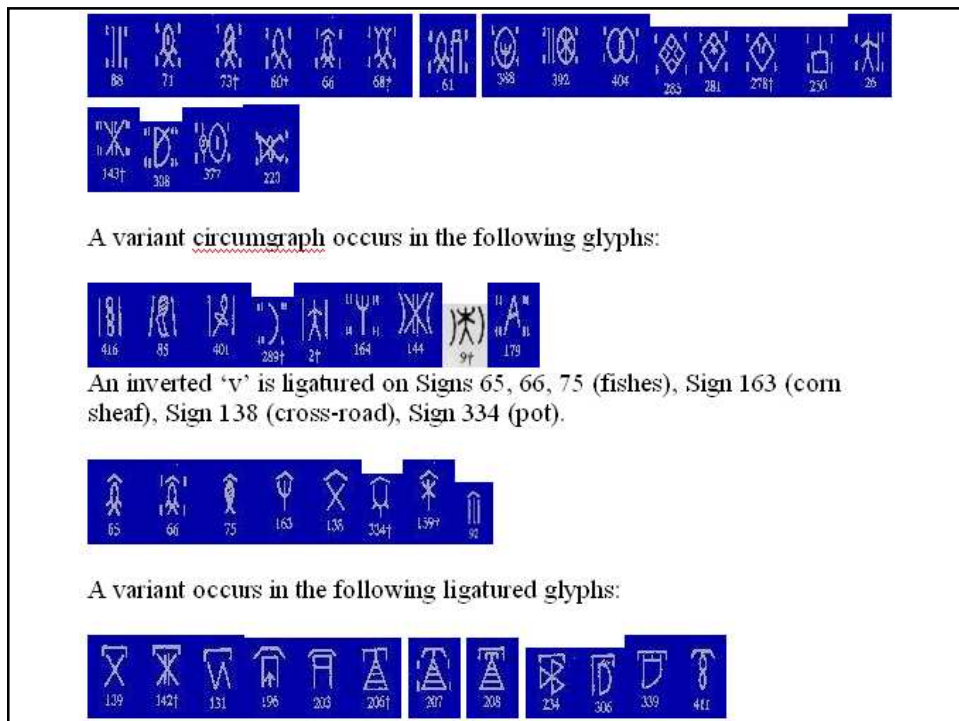 88 71 73† 60† 66 68† 61 388 392 404 283 281 278† 250 26
143† 308 377 220
A variant circumgraph occurs in the following glyphs:
416 85 401 289† 2† 164 144 9† 179
An inverted ‘v’ is ligatured on Signs 65, 66, 75 (fishes), Sign 163 (corn
sheaf), Sign 138 (cross-road), Sign 334 (pot).
65 66 75 163 138 334† 92
A variant occurs in the following ligatured glyphs:
139 142† 131 196 203 206† 207 208 234 306 339